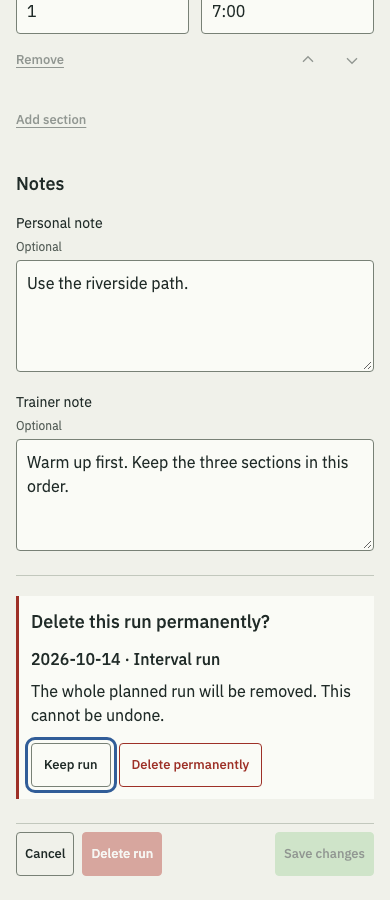 1
7:00
Remove
Add section
Notes
Personal note
Optional
Use the riverside path.
Trainer note
Optional
Warm up first. Keep the three sections in this
order.
Delete this run permanently?
2026-10-14 · Interval run
The whole planned run will be removed. This
cannot be undone.
Keep run
Delete permanently
Cancel
Delete run
Save changes